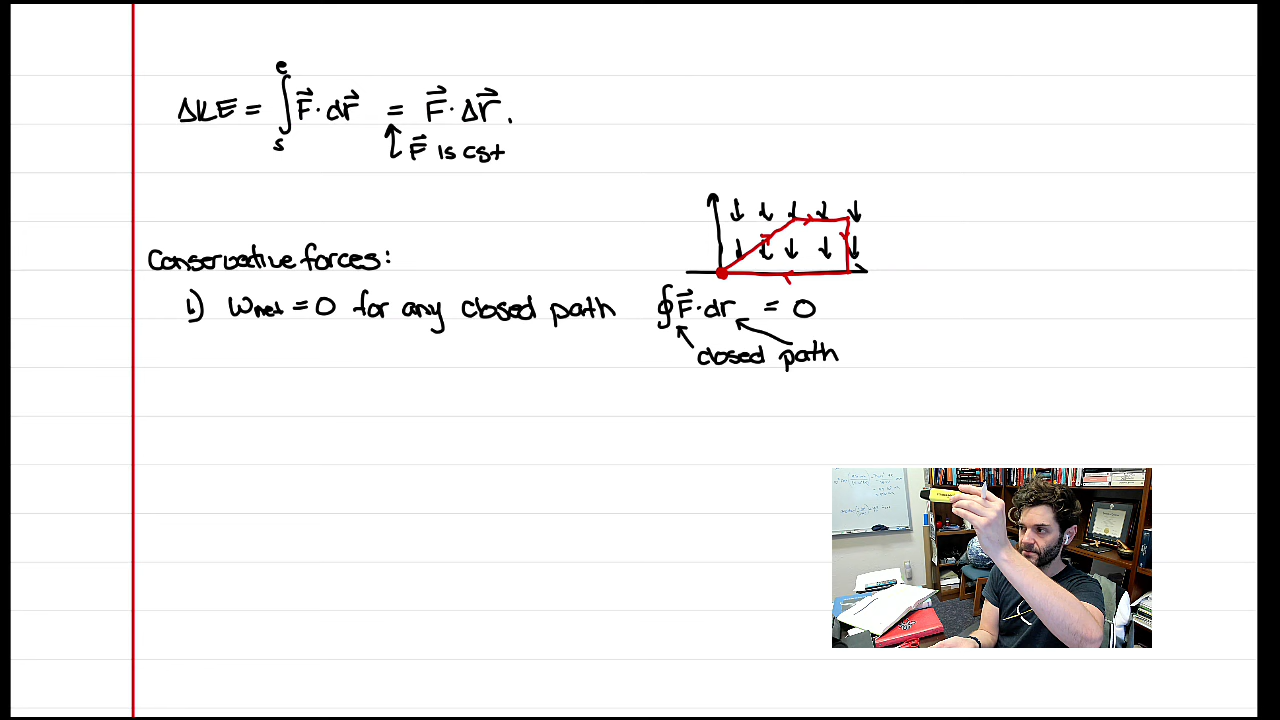 ΔKE = ∫ₛᵉ F⃗·dr⃗ = F⃗·Δr⃗.
F⃗ is cst
Conservative forces:
1.) Wnet = 0 for any closed path ∮F⃗·dr = 0
closed path